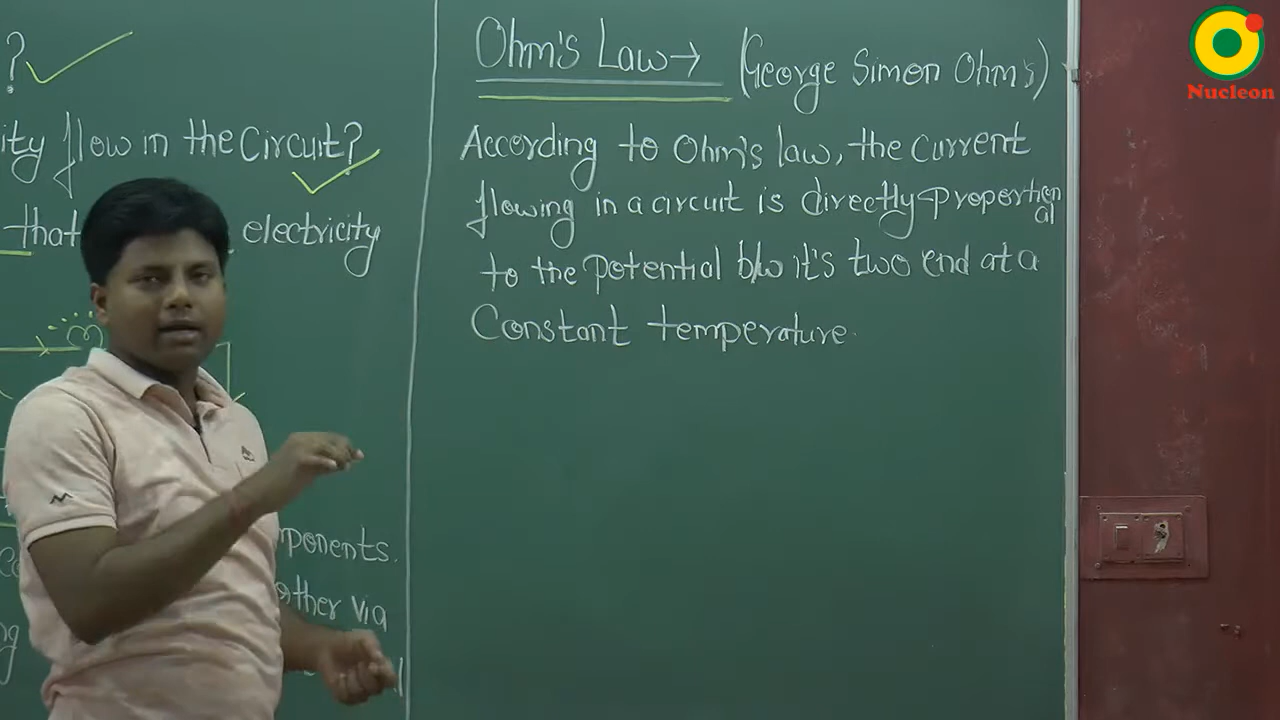 ?
ity flow in the Circuit?
that electricity
ponents.
other via
Ohm's Law → (George Simon Ohm's)
According to Ohm's law, the current
flowing in a circuit is directly proportional
to the potential b/w it's two end at a
Constant temperature.
Nucleon